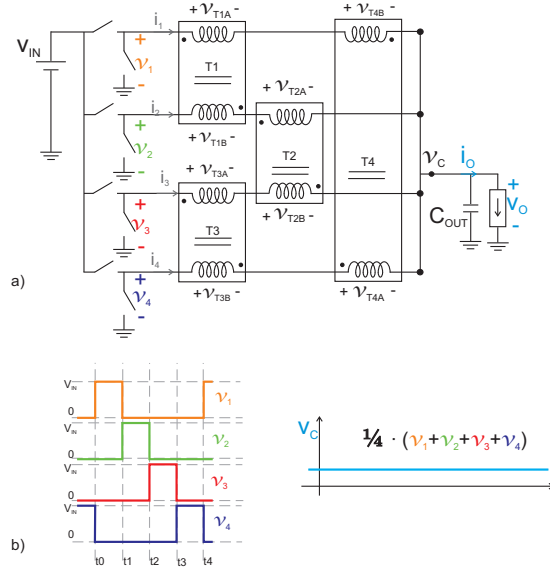 + v_T1A -
+ v_T4B -
a)
V_IN
i_1
+
v_1
-
T1
i_2
+
v_2
-
+ v_T1B -
+ v_T2A -
T2
T4
v_C
i_O
+
v_O
-
C_OUT
i_3
+ v_T3A -
+
v_3
-
+ v_T2B -
T3
i_4
+
v_4
-
+ v_T3B -
+ v_T4A -
V_IN
0
v_1
V_IN
0
v_2
V_IN
0
v_3
V_IN
0
v_4
b)
t0 t1 t2 t3 t4
v_C
¼ · (v_1+v_2+v_3+v_4)